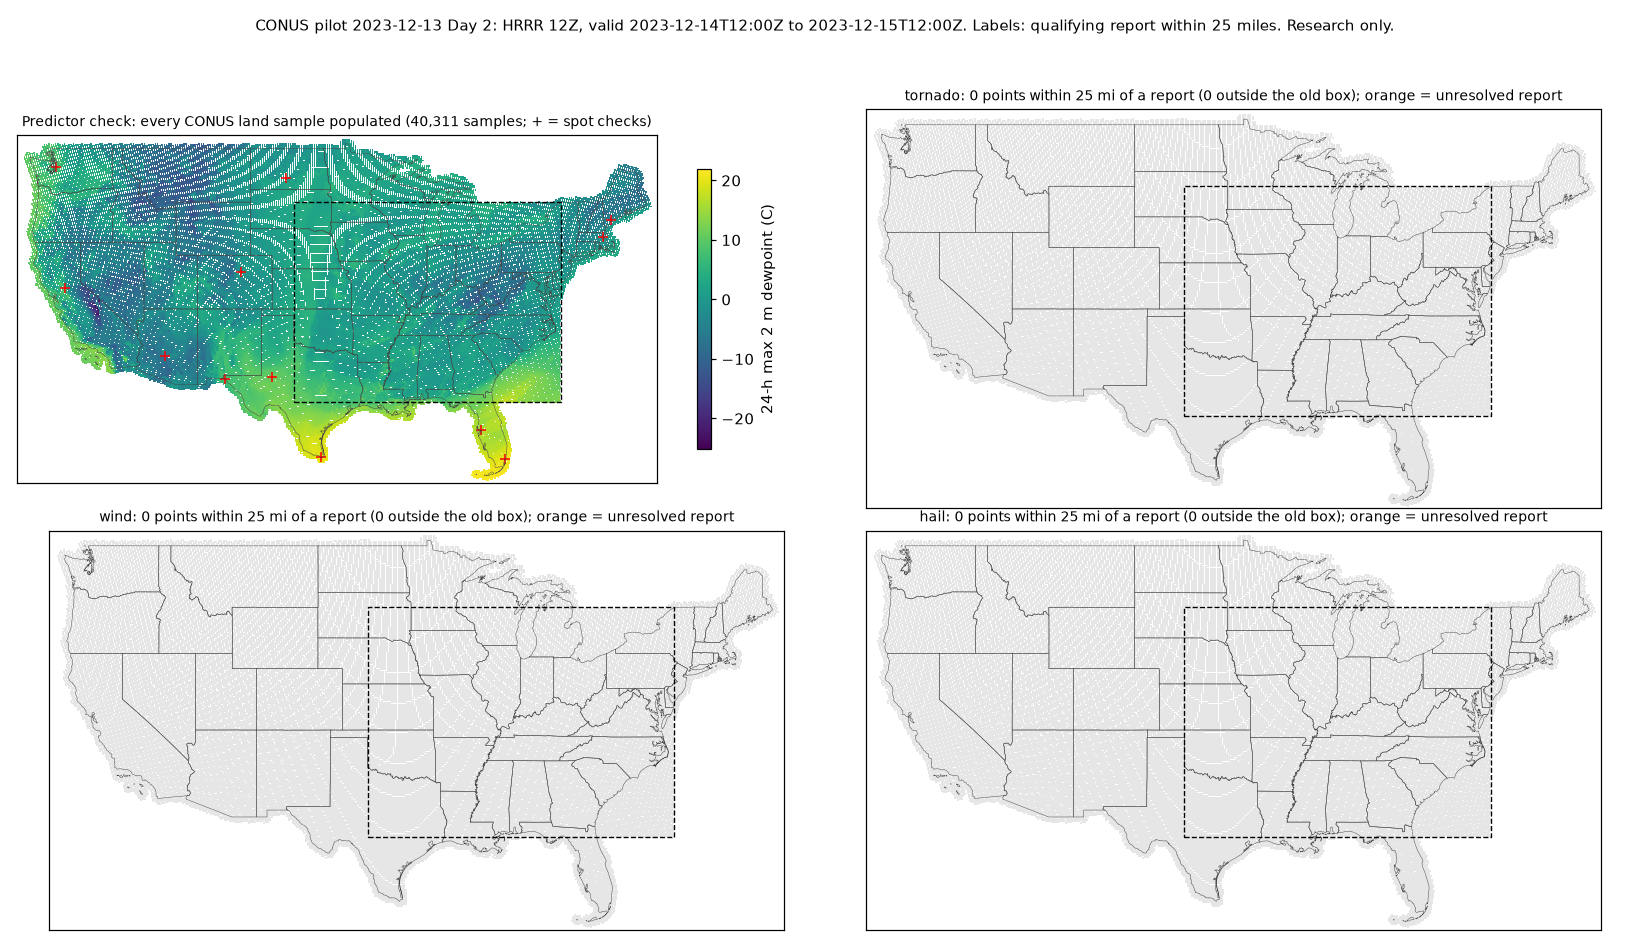 CONUS pilot 2023-12-13 Day 2: HRRR 12Z, valid 2023-12-14T12:00Z to 2023-12-15T12:00Z. Labels: qualifying report within 25 miles. Research only.
Predictor check: every CONUS land sample populated (40,311 samples; + = spot checks)
20
10
0
−10
−20
24-h max 2 m dewpoint (C)
tornado: 0 points within 25 mi of a report (0 outside the old box); orange = unresolved report
wind: 0 points within 25 mi of a report (0 outside the old box); orange = unresolved report
hail: 0 points within 25 mi of a report (0 outside the old box); orange = unresolved report